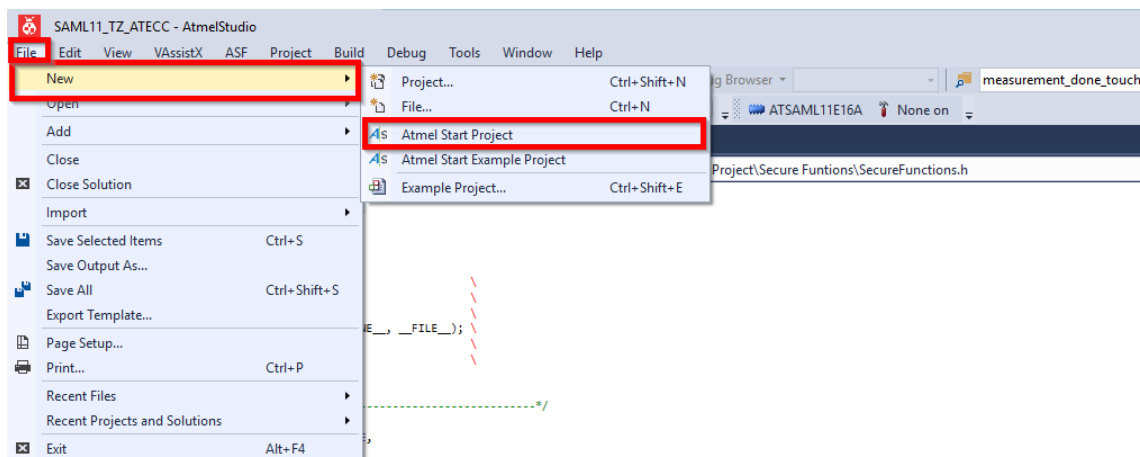 SAML11_TZ_ATECC - AtmelStudio
File Edit View VAssistX ASF Project Build Debug Tools Window Help
New
Project... Ctrl+Shift+N
Browser
measurement_done_touch
Open
File... Ctrl+N
ATSAML11E16A None on
Add
Atmel Start Project
Close
Atmel Start Example Project
Project\Secure Funtions\SecureFunctions.h
Close Solution
Example Project... Ctrl+Shift+E
Import
Save Selected Items Ctrl+S
Save Output As...
\
Save All Ctrl+Shift+S
\
Export Template...
\
E__, __FILE__); \
Page Setup...
\
Print... Ctrl+P
\
Recent Files
---------------------------*/
Recent Projects and Solutions
Exit Alt+F4
,